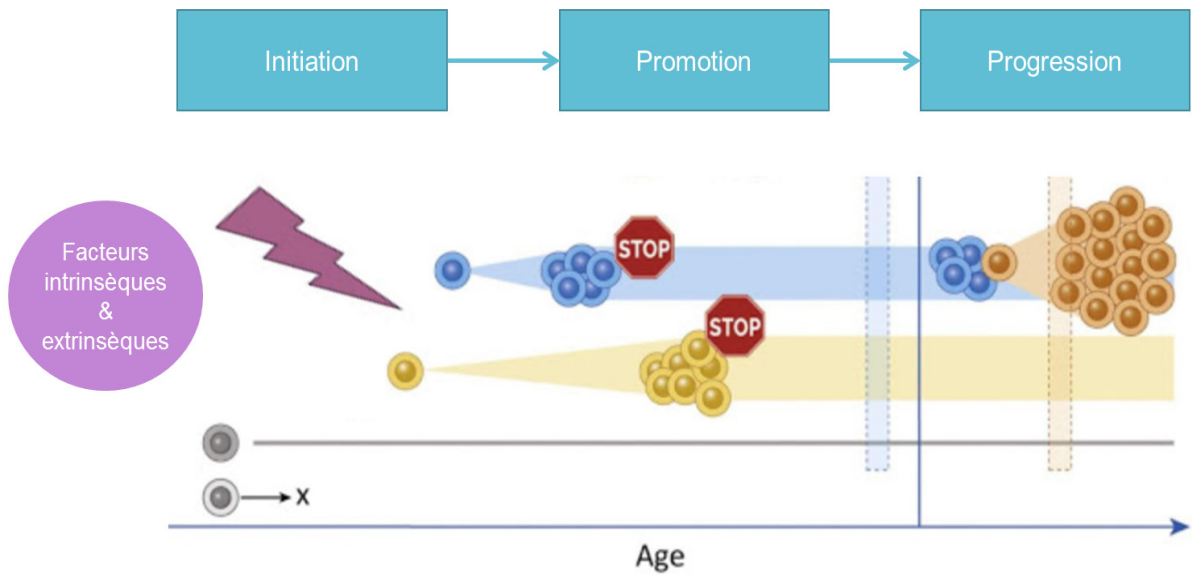 Initiation
Promotion
Progression
Facteurs
intrinsèques
&
extrinsèques
STOP
STOP
X
Age